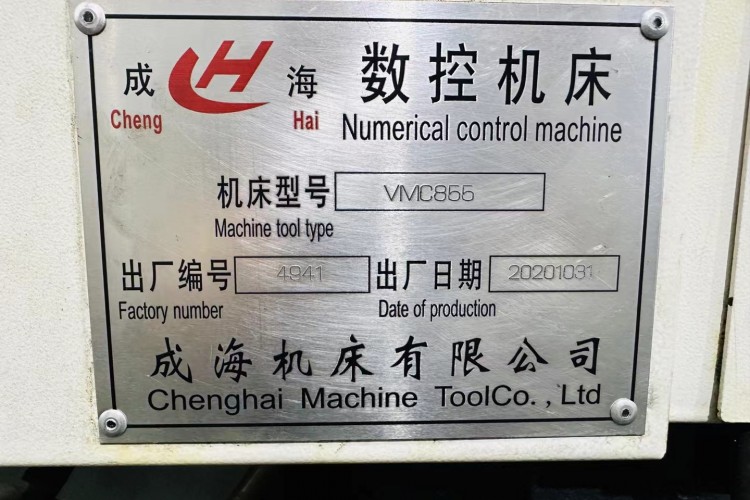 成 CH 海 数控机床
Cheng Hai Numerical control machine
机床型号 VMC855
Machine tool type
出厂编号 4941 出厂日期 20201031
Factory number Date of production
成海机床有限公司
Chenghai Machine ToolCo. , Ltd